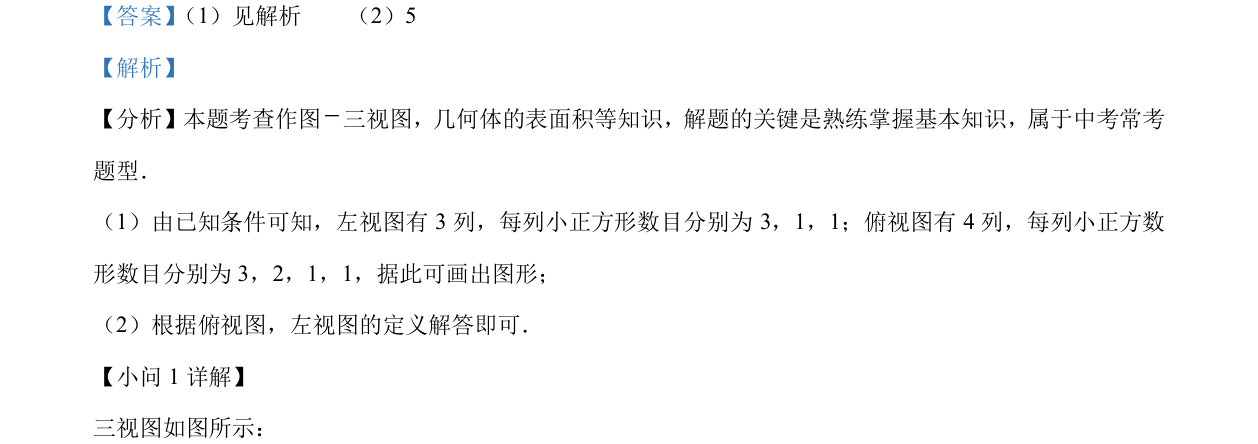 【答案】（1）见解析　　（2）5
【解析】
【分析】本题考查作图－三视图，几何体的表面积等知识，解题的关键是熟练掌握基本知识，属于中考常考
题型．
（1）由已知条件可知，左视图有 3 列，每列小正方形数目分别为 3，1，1；俯视图有 4 列，每列小正方数
形数目分别为 3，2，1，1，据此可画出图形；
（2）根据俯视图，左视图的定义解答即可．
【小问 1 详解】
三视图如图所示：